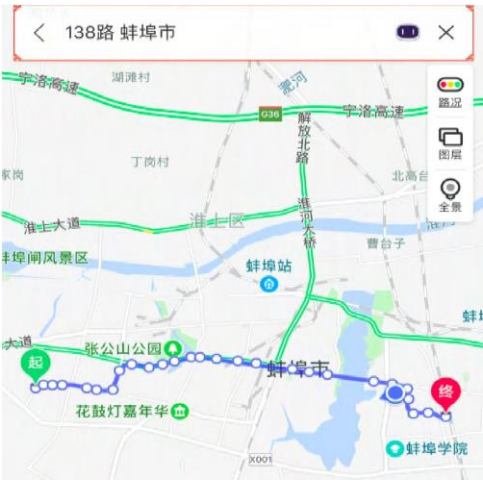 138路 蚌埠市
宁洛高速
湖滩村
淝河
G36
宁洛高速
路况
解放北路
丁岗村
图层
家岗
北高台
全景
淮上大道
淮上区
淮河大桥
淮河
曹台子
蚌埠闸风景区
蚌埠站
蚌埠
大道
张公山公园
起
蚌埠市
终
花鼓灯嘉年华
蚌埠学院
X001